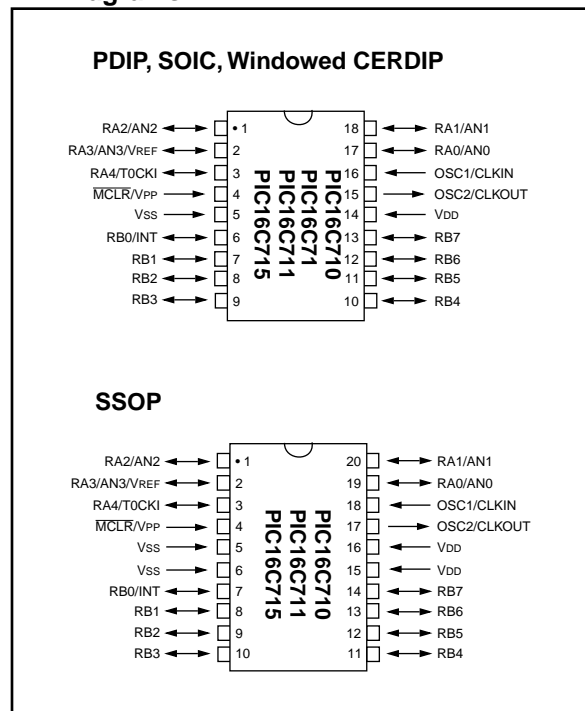 PDIP, SOIC, Windowed CERDIP
RA2/AN2 • 1 18 RA1/AN1
RA3/AN3/VREF 2 17 RA0/AN0
RA4/T0CKI 3 16 OSC1/CLKIN
MCLR/VPP 4 15 OSC2/CLKOUT
VSS 5 14 VDD
RB0/INT 6 13 RB7
RB1 7 12 RB6
RB2 8 11 RB5
RB3 9 10 RB4
PIC16C710
PIC16C71
PIC16C711
PIC16C715
SSOP
RA2/AN2 • 1 20 RA1/AN1
RA3/AN3/VREF 2 19 RA0/AN0
RA4/T0CKI 3 18 OSC1/CLKIN
MCLR/VPP 4 17 OSC2/CLKOUT
VSS 5 16 VDD
VSS 6 15 VDD
RB0/INT 7 14 RB7
RB1 8 13 RB6
RB2 9 12 RB5
RB3 10 11 RB4
PIC16C710
PIC16C711
PIC16C715